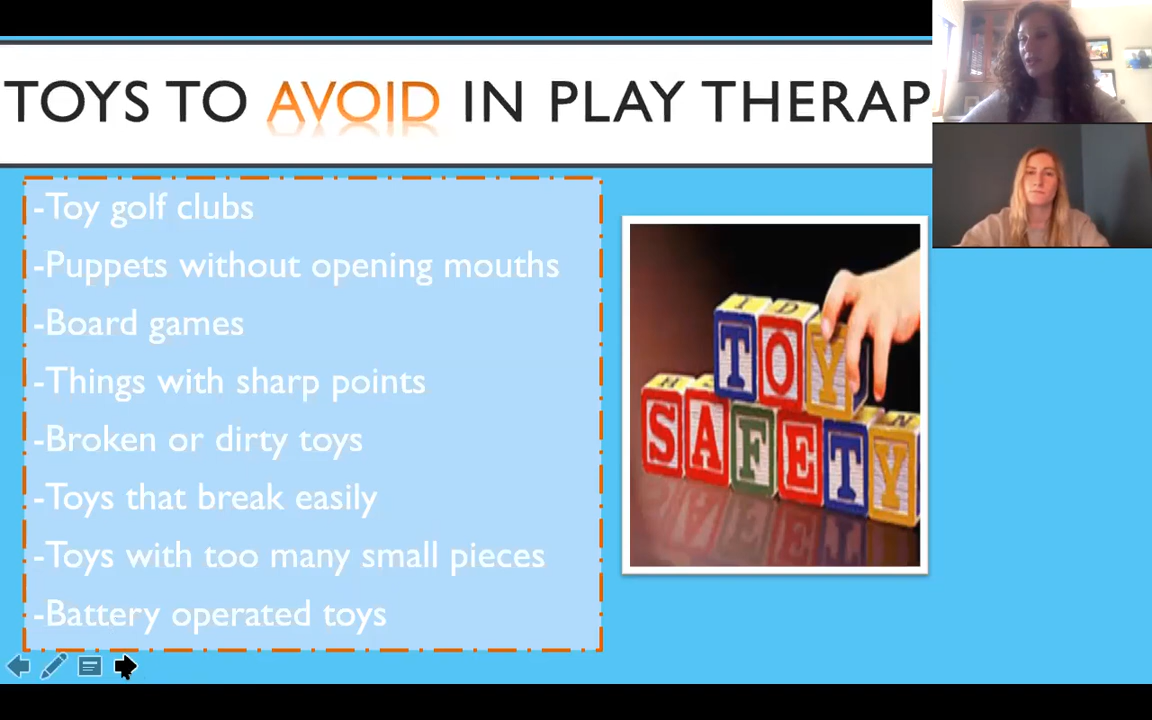 TOYS TO AVOID IN PLAY THERAP
-Toy golf clubs
-Puppets without opening mouths
-Board games
-Things with sharp points
-Broken or dirty toys
-Toys that break easily
-Toys with too many small pieces
-Battery operated toys
I D
TOY
SAFETY